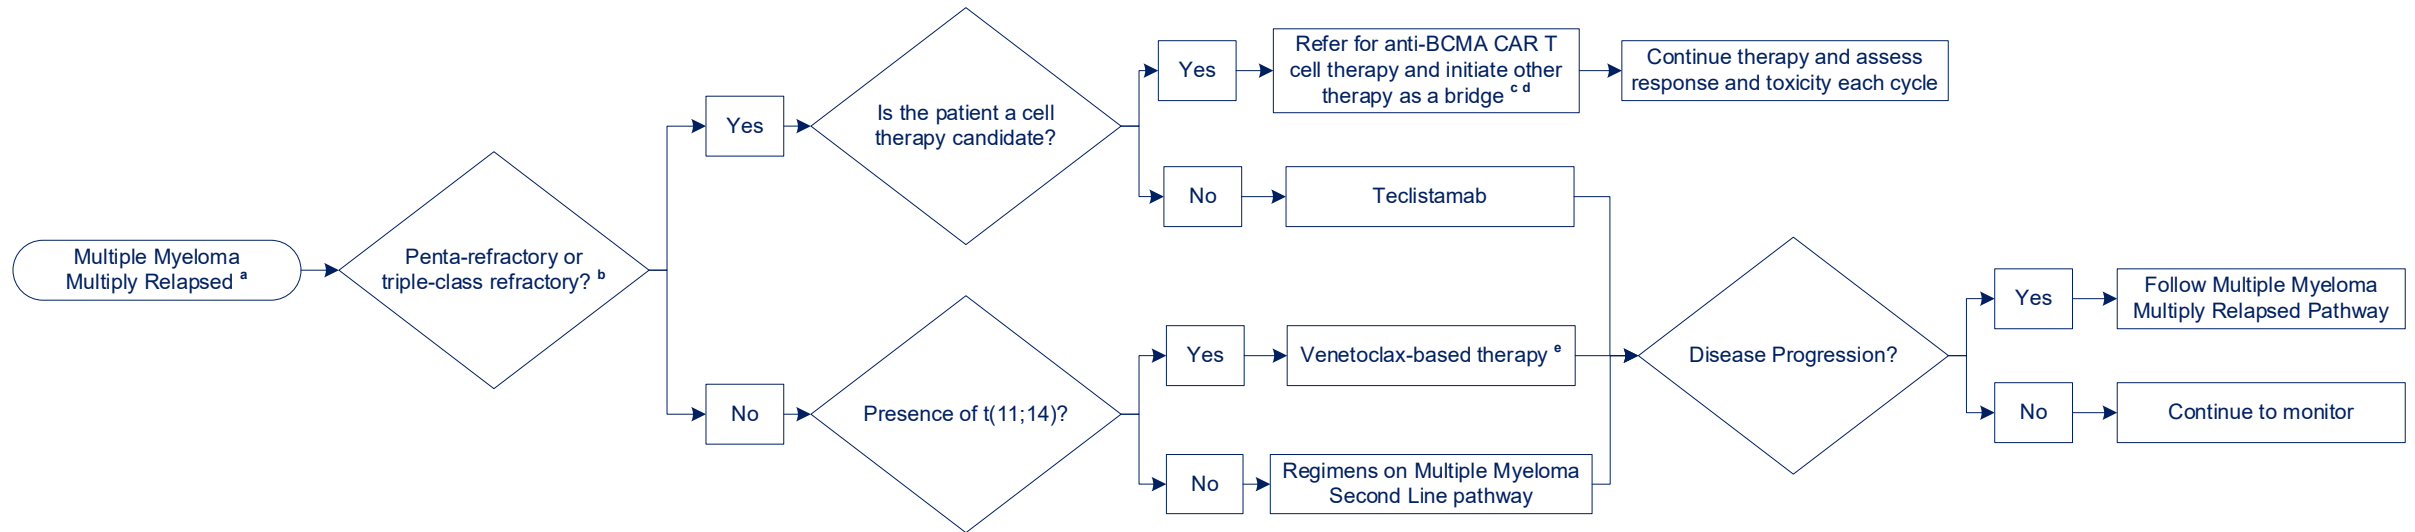 Multiple Myeloma
Multiply Relapsed a
Penta-refractory or
triple-class refractory? b
Yes
Is the patient a cell
therapy candidate?
Yes
Refer for anti-BCMA CAR T
cell therapy and initiate other
therapy as a bridge c d
Continue therapy and assess
response and toxicity each cycle
No
Teclistamab
No
Presence of t(11;14)?
Yes
Venetoclax-based therapy e
No
Regimens on Multiple Myeloma
Second Line pathway
Disease Progression?
Yes
Follow Multiple Myeloma
Multiply Relapsed Pathway
No
Continue to monitor